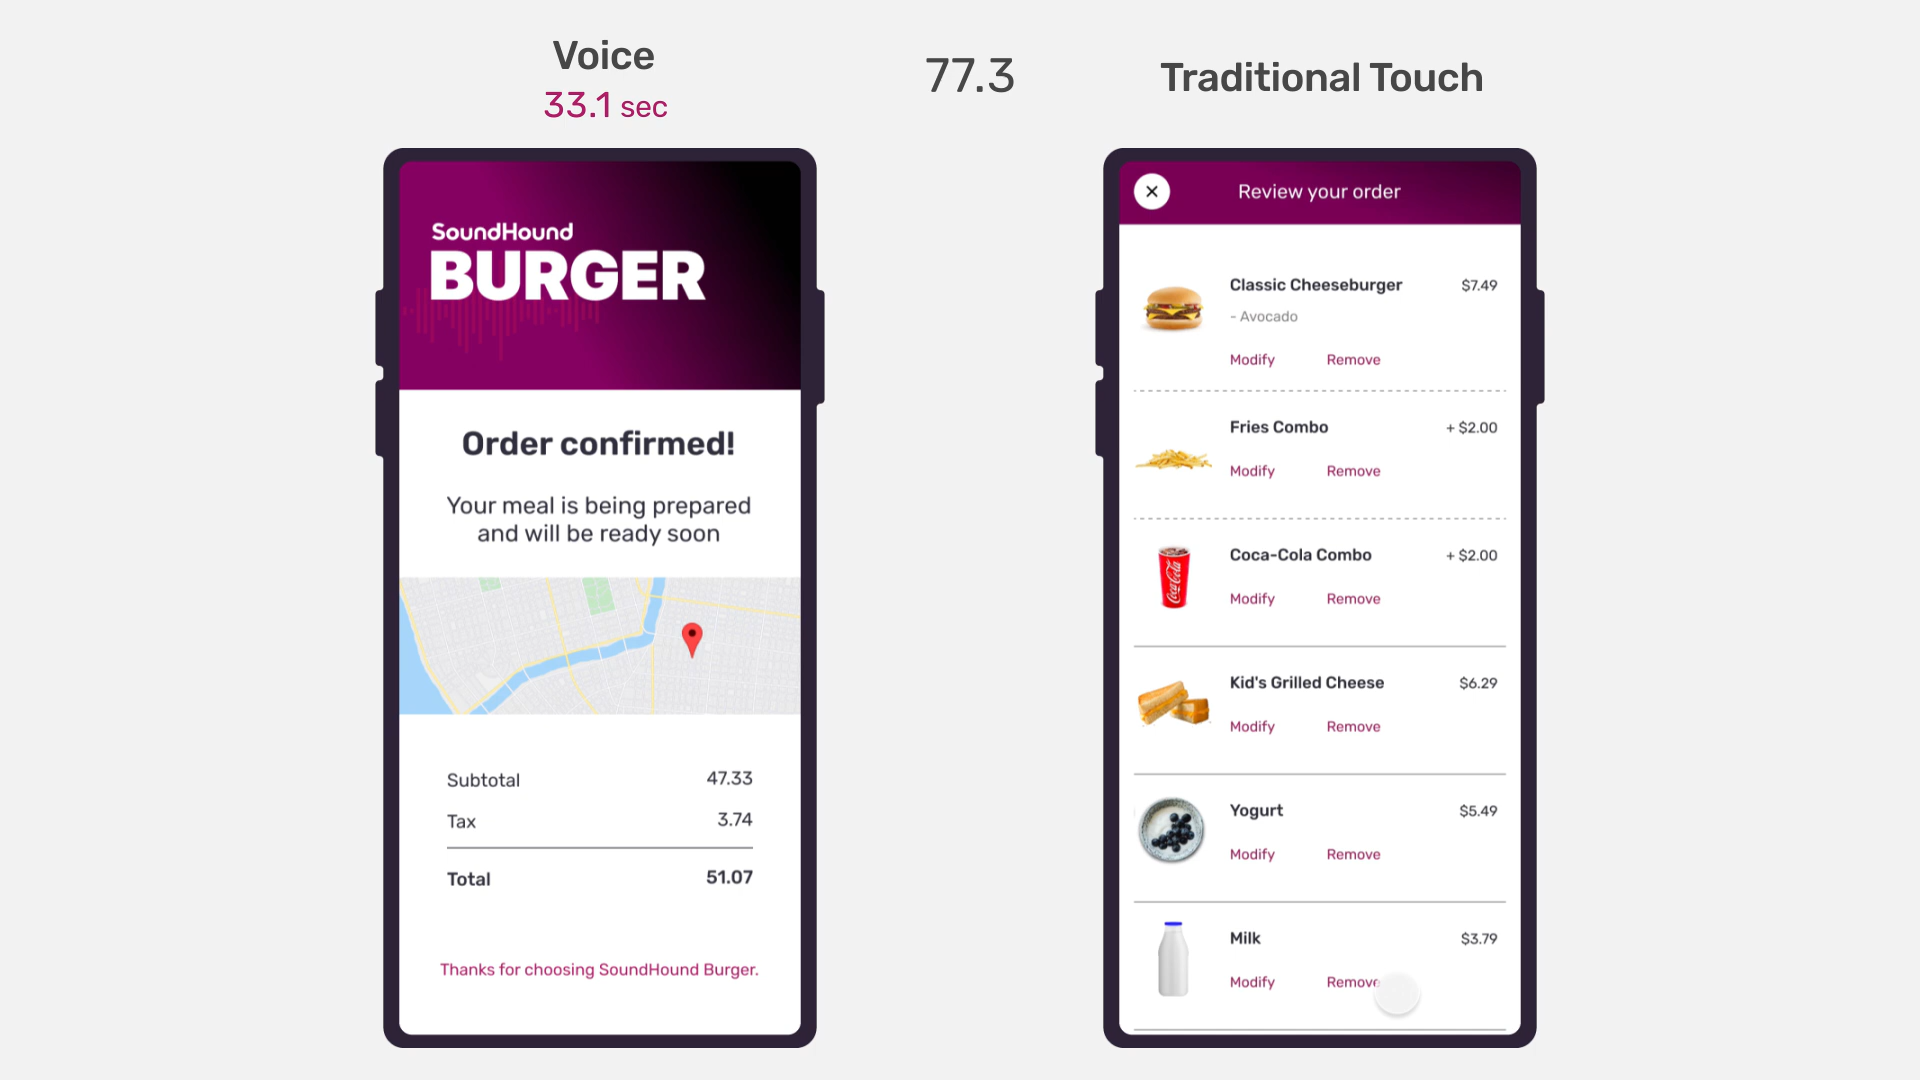 Voice
33.1 sec
77.3
Traditional Touch
SoundHound
BURGER
Order confirmed!
Your meal is being prepared
and will be ready soon
Subtotal 47.33
Tax 3.74
Total 51.07
Thanks for choosing SoundHound Burger.
Review your order
Classic Cheeseburger $7.49
- Avocado
Modify Remove
Fries Combo + $2.00
Modify Remove
Coca-Cola Combo + $2.00
Coca-Cola
Modify Remove
Kid's Grilled Cheese $6.29
Modify Remove
Yogurt $5.49
Modify Remove
Milk $3.79
Modify Remove